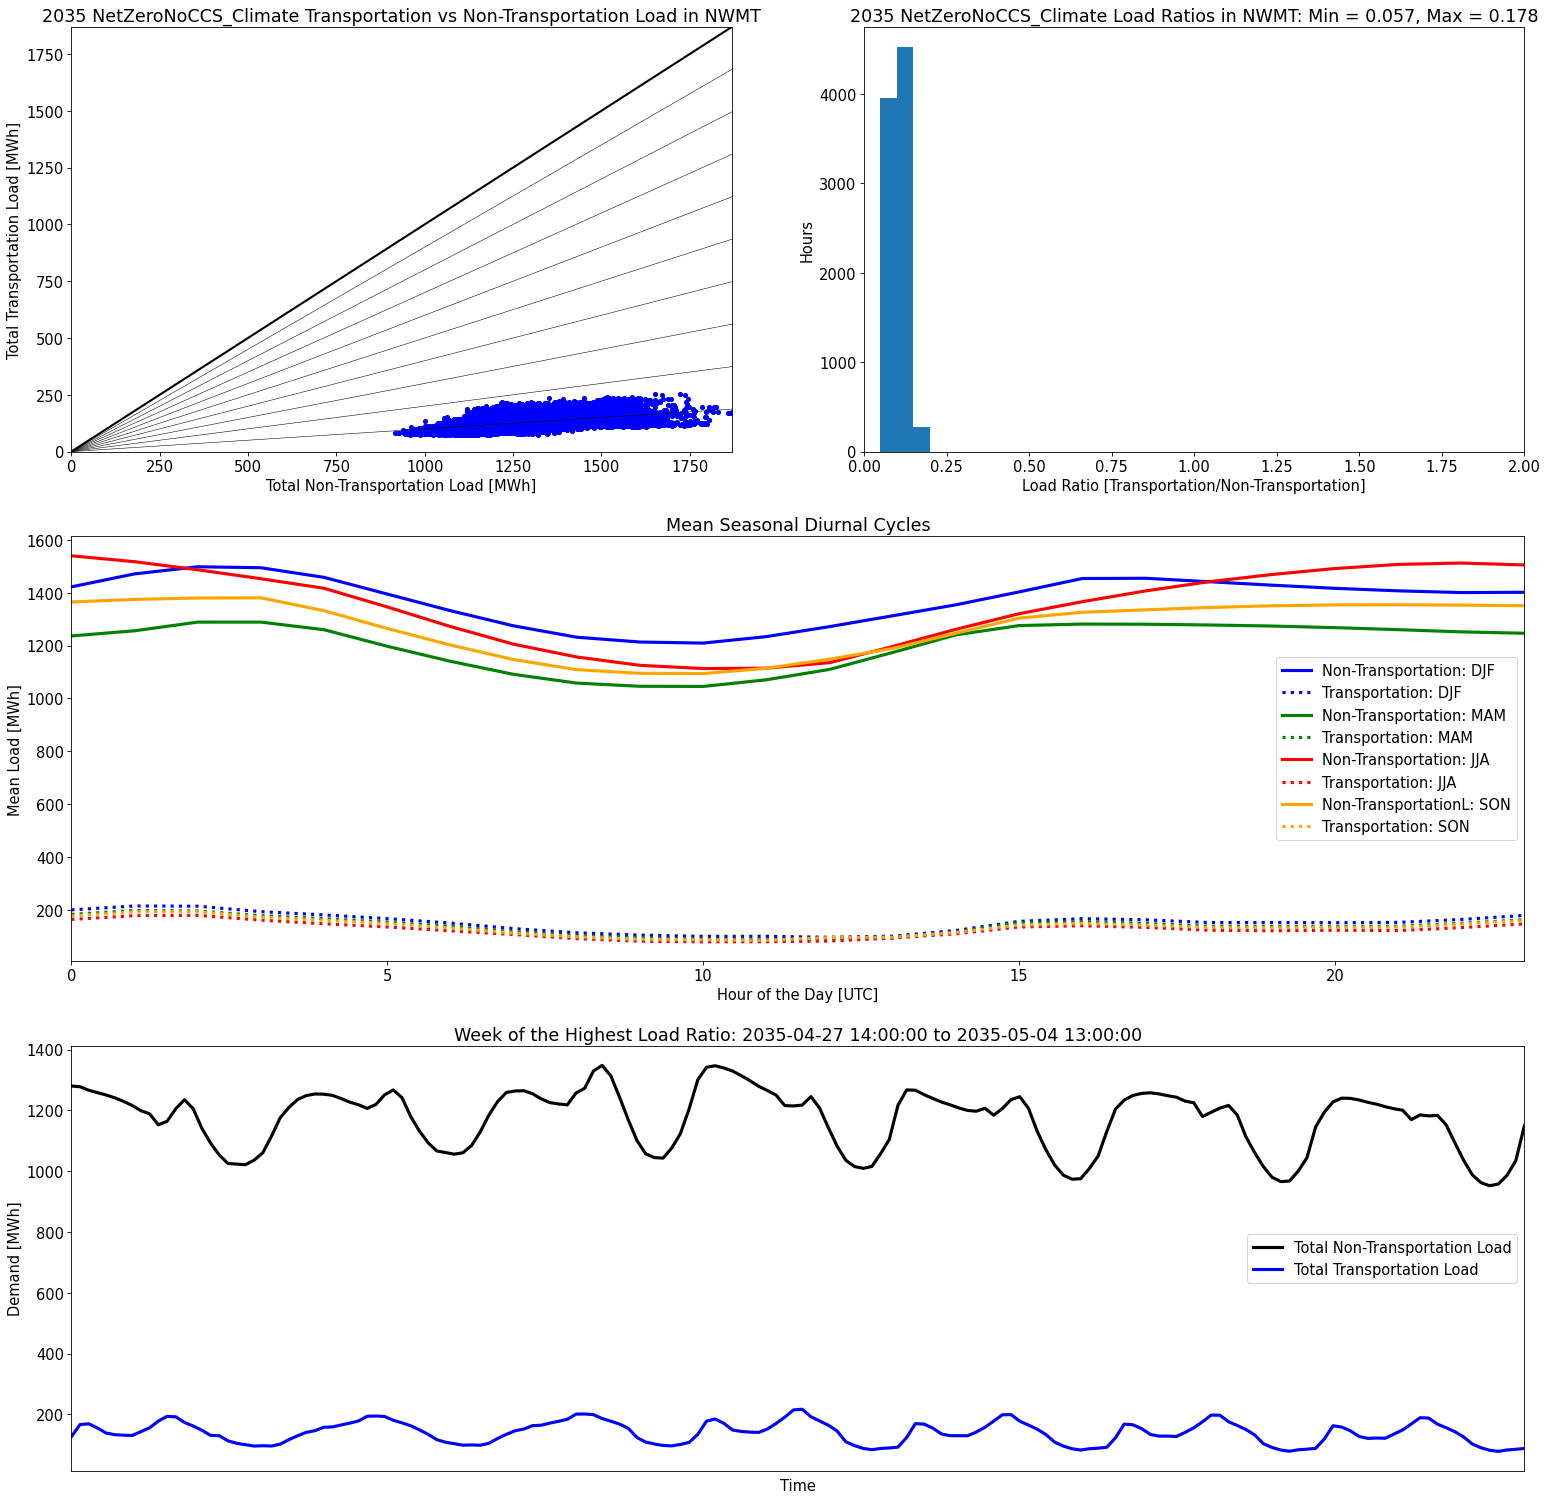 2035 NetZeroNoCCS_Climate Transportation vs Non-Transportation Load in NWMT
Total Transportation Load [MWh]
1750
1500
1250
1000
750
500
250
0
0 250 500 750 1000 1250 1500 1750
Total Non-Transportation Load [MWh]
2035 NetZeroNoCCS_Climate Load Ratios in NWMT: Min = 0.057, Max = 0.178
Hours
4000
3000
2000
1000
0
0.00 0.25 0.50 0.75 1.00 1.25 1.50 1.75 2.00
Load Ratio [Transportation/Non-Transportation]
Mean Seasonal Diurnal Cycles
Mean Load [MWh]
1600
1400
1200
1000
800
600
400
200
0 5 10 15 20
Hour of the Day [UTC]
Non-Transportation: DJF
Transportation: DJF
Non-Transportation: MAM
Transportation: MAM
Non-Transportation: JJA
Transportation: JJA
Non-TransportationL: SON
Transportation: SON
Week of the Highest Load Ratio: 2035-04-27 14:00:00 to 2035-05-04 13:00:00
Demand [MWh]
1400
1200
1000
800
600
400
200
Total Non-Transportation Load
Total Transportation Load
Time